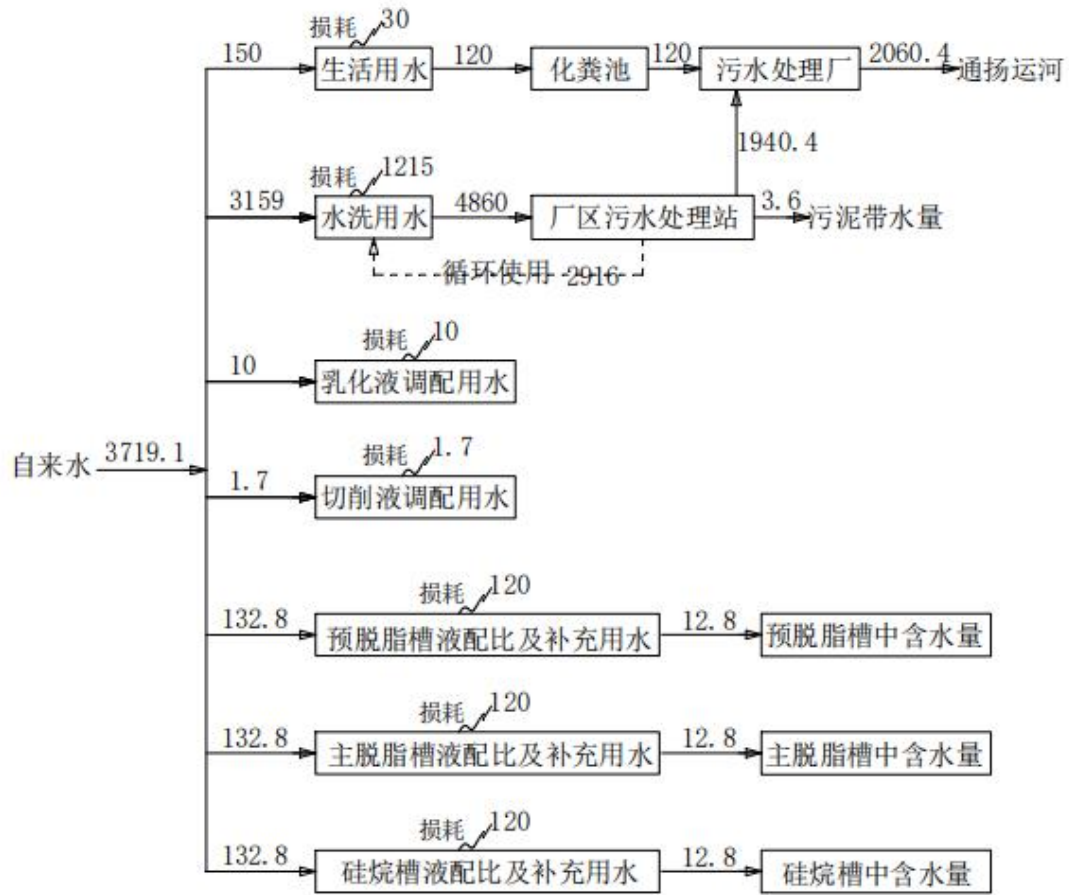 损耗 30
150 生活用水 120 化粪池 120 污水处理厂 2060.4 通扬运河
1940.4
损耗 1215
3159 水洗用水 4860 厂区污水处理站 3.6 污泥带水量
循环使用 2916
损耗 10
10 乳化液调配用水
自来水 3719.1
损耗 1.7
1.7 切削液调配用水
损耗 120
132.8 预脱脂槽液配比及补充用水 12.8 预脱脂槽中含水量
损耗 120
132.8 主脱脂槽液配比及补充用水 12.8 主脱脂槽中含水量
损耗 120
132.8 硅烷槽液配比及补充用水 12.8 硅烷槽中含水量